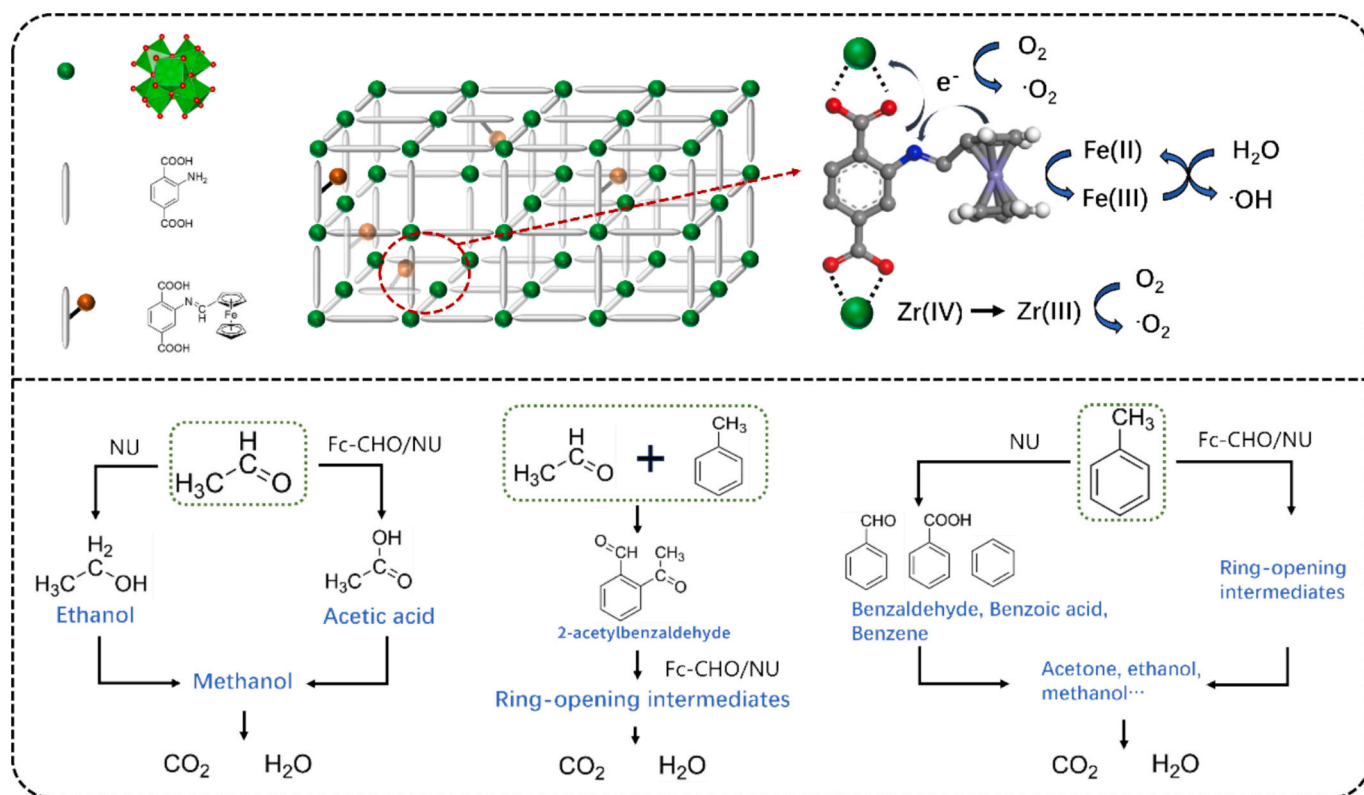 COOH
NH₂
COOH
COOH
N
C
H
Fe
COOH
O₂
e⁻
·O₂
Fe(II)
H₂O
Fe(III)
·OH
O₂
Zr(IV) → Zr(III)
·O₂
NU
H
H₃C
C
O
Fc-CHO/NU
H₂
H₃C
C
OH
Ethanol
OH
H₃C
C
O
Acetic acid
Methanol
CO₂ H₂O
H
H₃C
C
O
+
CH₃
O
CH
CH₃
C
O
2-acetylbenzaldehyde
Fc-CHO/NU
Ring-opening intermediates
CO₂ H₂O
NU
CH₃
Fc-CHO/NU
CHO
COOH
Benzaldehyde, Benzoic acid,
Benzene
Ring-opening
intermediates
Acetone, ethanol,
methanol···
CO₂ H₂O